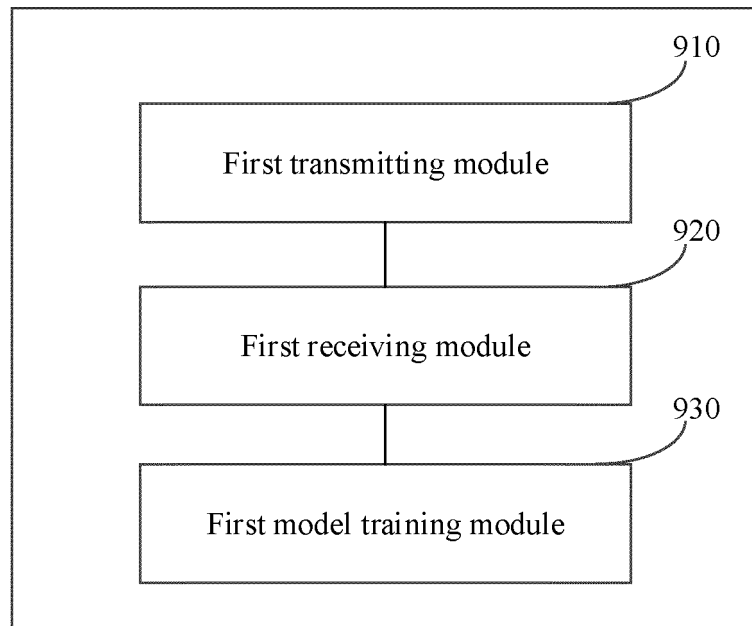 910
First transmitting module
920
First receiving module
930
First model training module